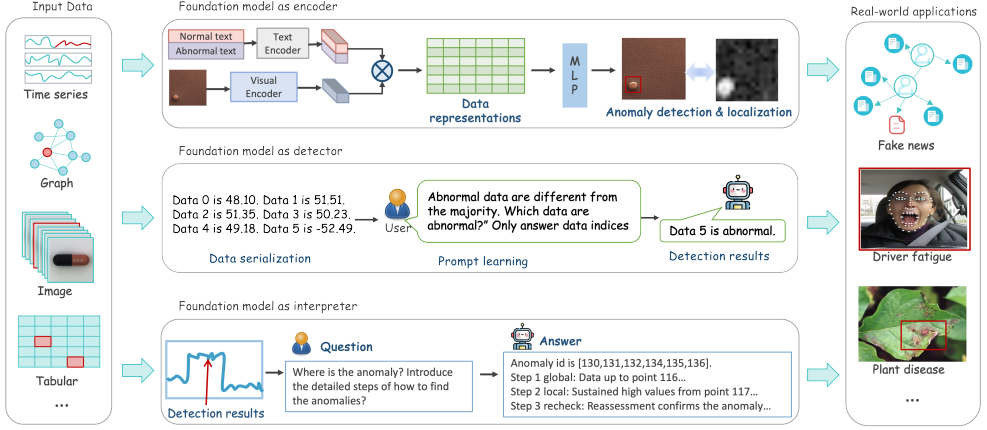 Input Data
Time series
Graph
Image
Tabular
...
Foundation model as encoder
Normal text
Abnormal text
Text
Encoder
Visual
Encoder
Data
representations
M
L
P
Anomaly detection & localization
Foundation model as detector
Data 0 is 48.10. Data 1 is 51.51.
Data 2 is 51.35. Data 3 is 50.23.
Data 4 is 49.18. Data 5 is -52.49.
Data serialization
User
Abnormal data are different from
the majority. Which data are
abnormal?” Only answer data indices
Prompt learning
Data 5 is abnormal.
Detection results
Foundation model as interpreter
Detection results
Question
Where is the anomaly? Introduce
the detailed steps of how to find
the anomalies?
Answer
Anomaly id is [130,131,132,134,135,136].
Step 1 global: Data up to point 116...
Step 2 local: Sustained high values from point 117...
Step 3 recheck: Reassessment confirms the anomaly...
Real-world applications
Fake news
Driver fatigue
Plant disease
...